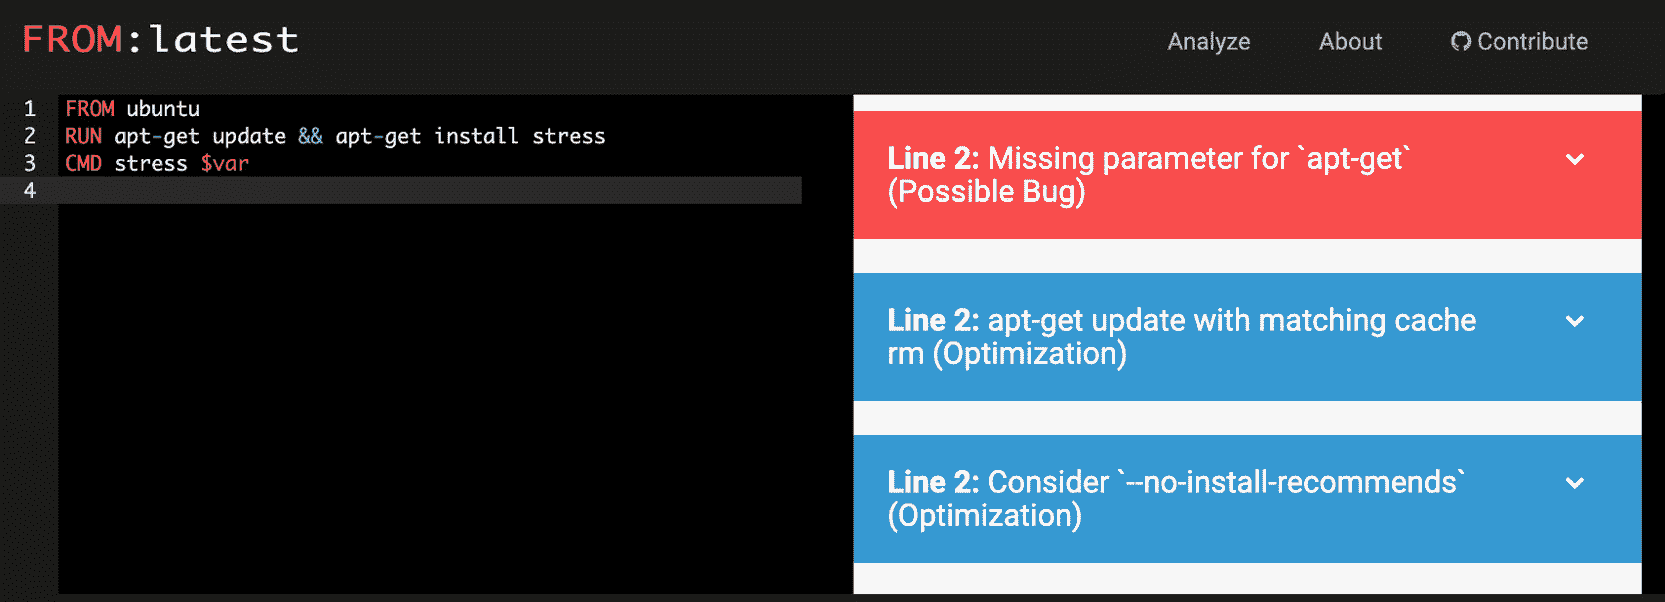 FROM:latest
Analyze
About
Contribute
1 FROM ubuntu
2 RUN apt-get update && apt-get install stress
3 CMD stress $var
4
Line 2: Missing parameter for `apt-get`
(Possible Bug)
Line 2: apt-get update with matching cache
rm (Optimization)
Line 2: Consider `--no-install-recommends`
(Optimization)